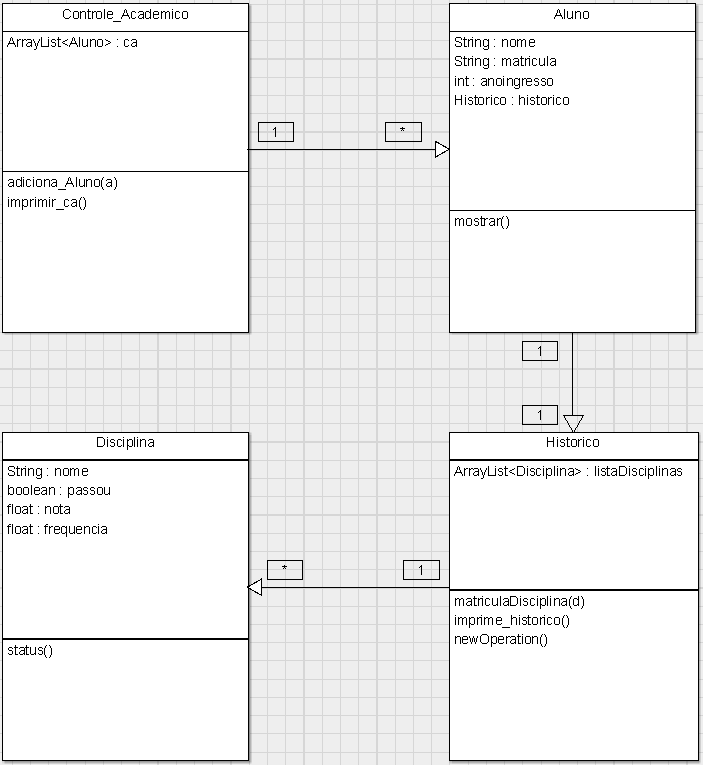 Controle_Academico
ArrayList<Aluno> : ca
adiciona_Aluno(a)
imprimir_ca()
1
*
Aluno
String : nome
String : matricula
int : anoingresso
Historico : historico
mostrar()
1
1
Disciplina
String : nome
boolean : passou
float : nota
float : frequencia
status()
*
1
Historico
ArrayList<Disciplina> : listaDisciplinas
matriculaDisciplina(d)
imprime_historico()
newOperation()